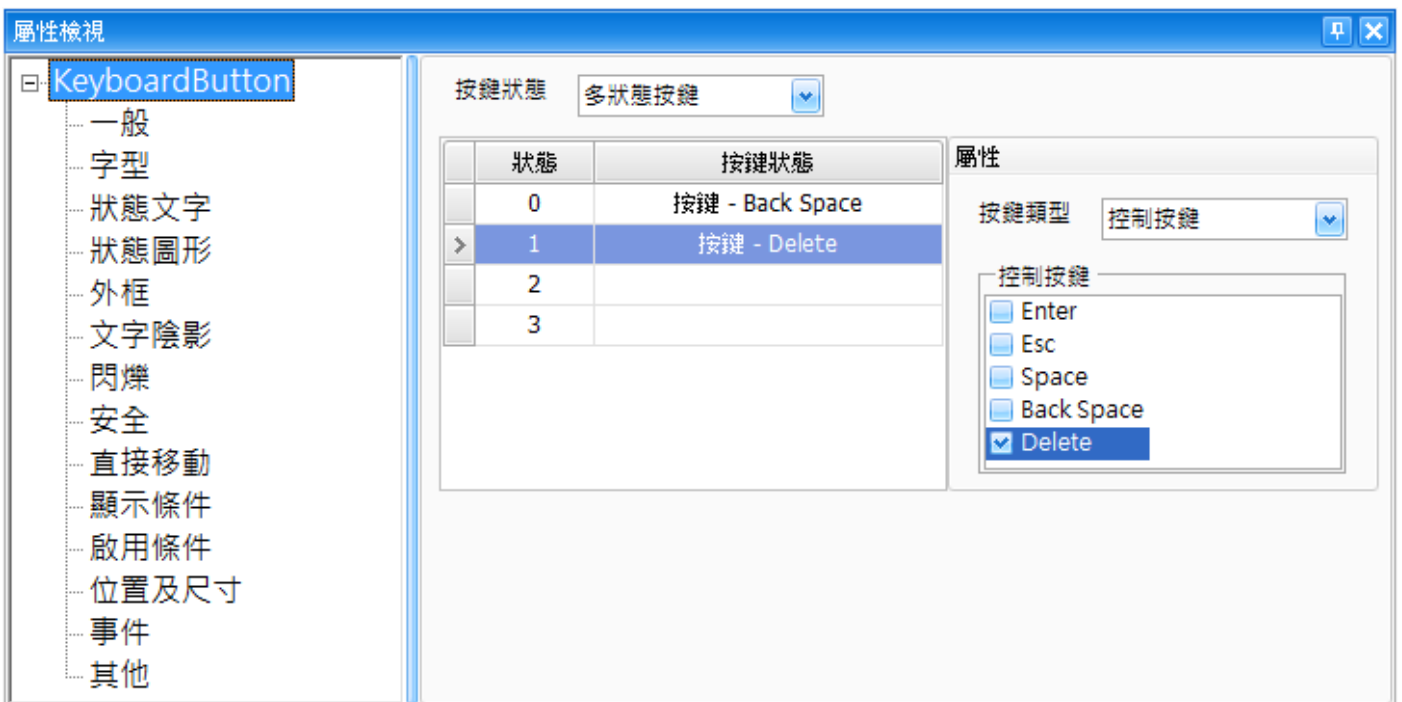 屬性檢視
KeyboardButton
一般
字型
狀態文字
狀態圖形
外框
文字陰影
閃爍
安全
直接移動
顯示條件
啟用條件
位置及尺寸
事件
其他
按鍵狀態 多狀態按鍵
狀態 按鍵狀態
0 按鍵 - Back Space
1 按鍵 - Delete
2
3
屬性
按鍵類型 控制按鍵
控制按鍵
Enter
Esc
Space
Back Space
Delete